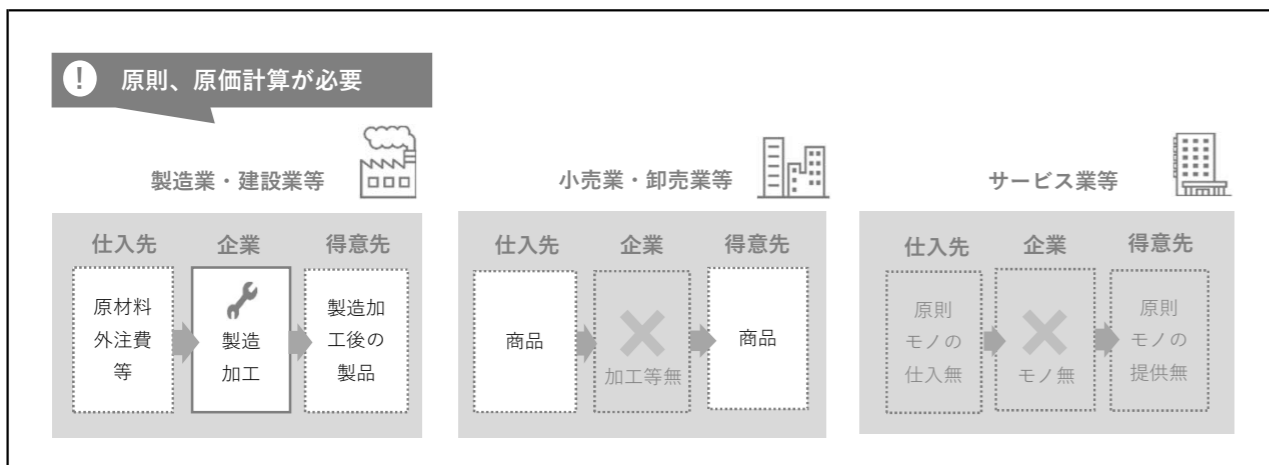 ! 原則、原価計算が必要
製造業・建設業等
仕入先
企業
得意先
原材料
外注費
等
製造
加工
製造加
工後の
製品
小売業・卸売業等
仕入先
企業
得意先
商品
加工等無
商品
サービス業等
仕入先
企業
得意先
原則
モノの
仕入無
モノ無
原則
モノの
提供無